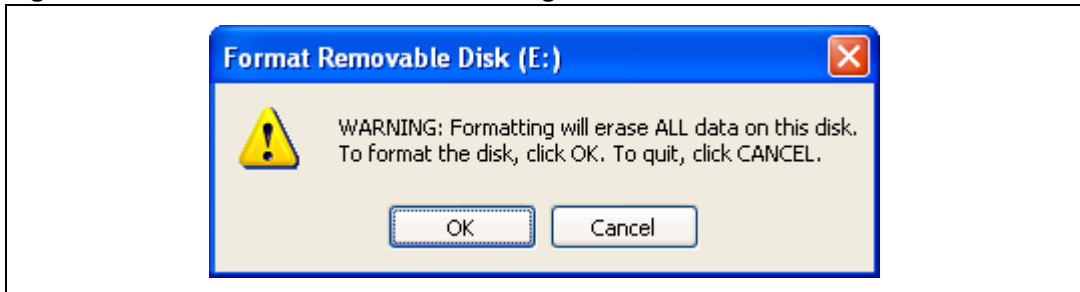 Format Removable Disk (E:)
WARNING: Formatting will erase ALL data on this disk.
To format the disk, click OK. To quit, click CANCEL.
OK
Cancel